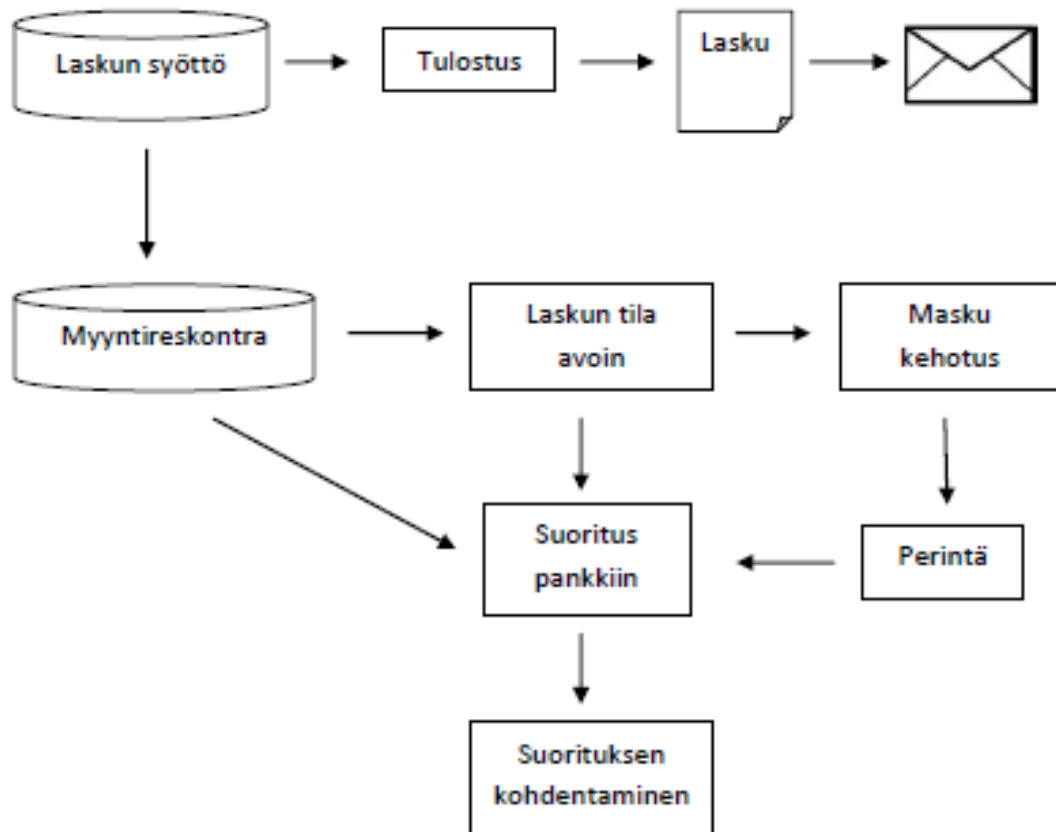 Laskun syöttö
Tulostus
Lasku
Myyntireskontra
Laskun tila
avoin
Masku
kehotus
Suoritus
pankkiin
Perintä
Suorituksen
kohdentaminen